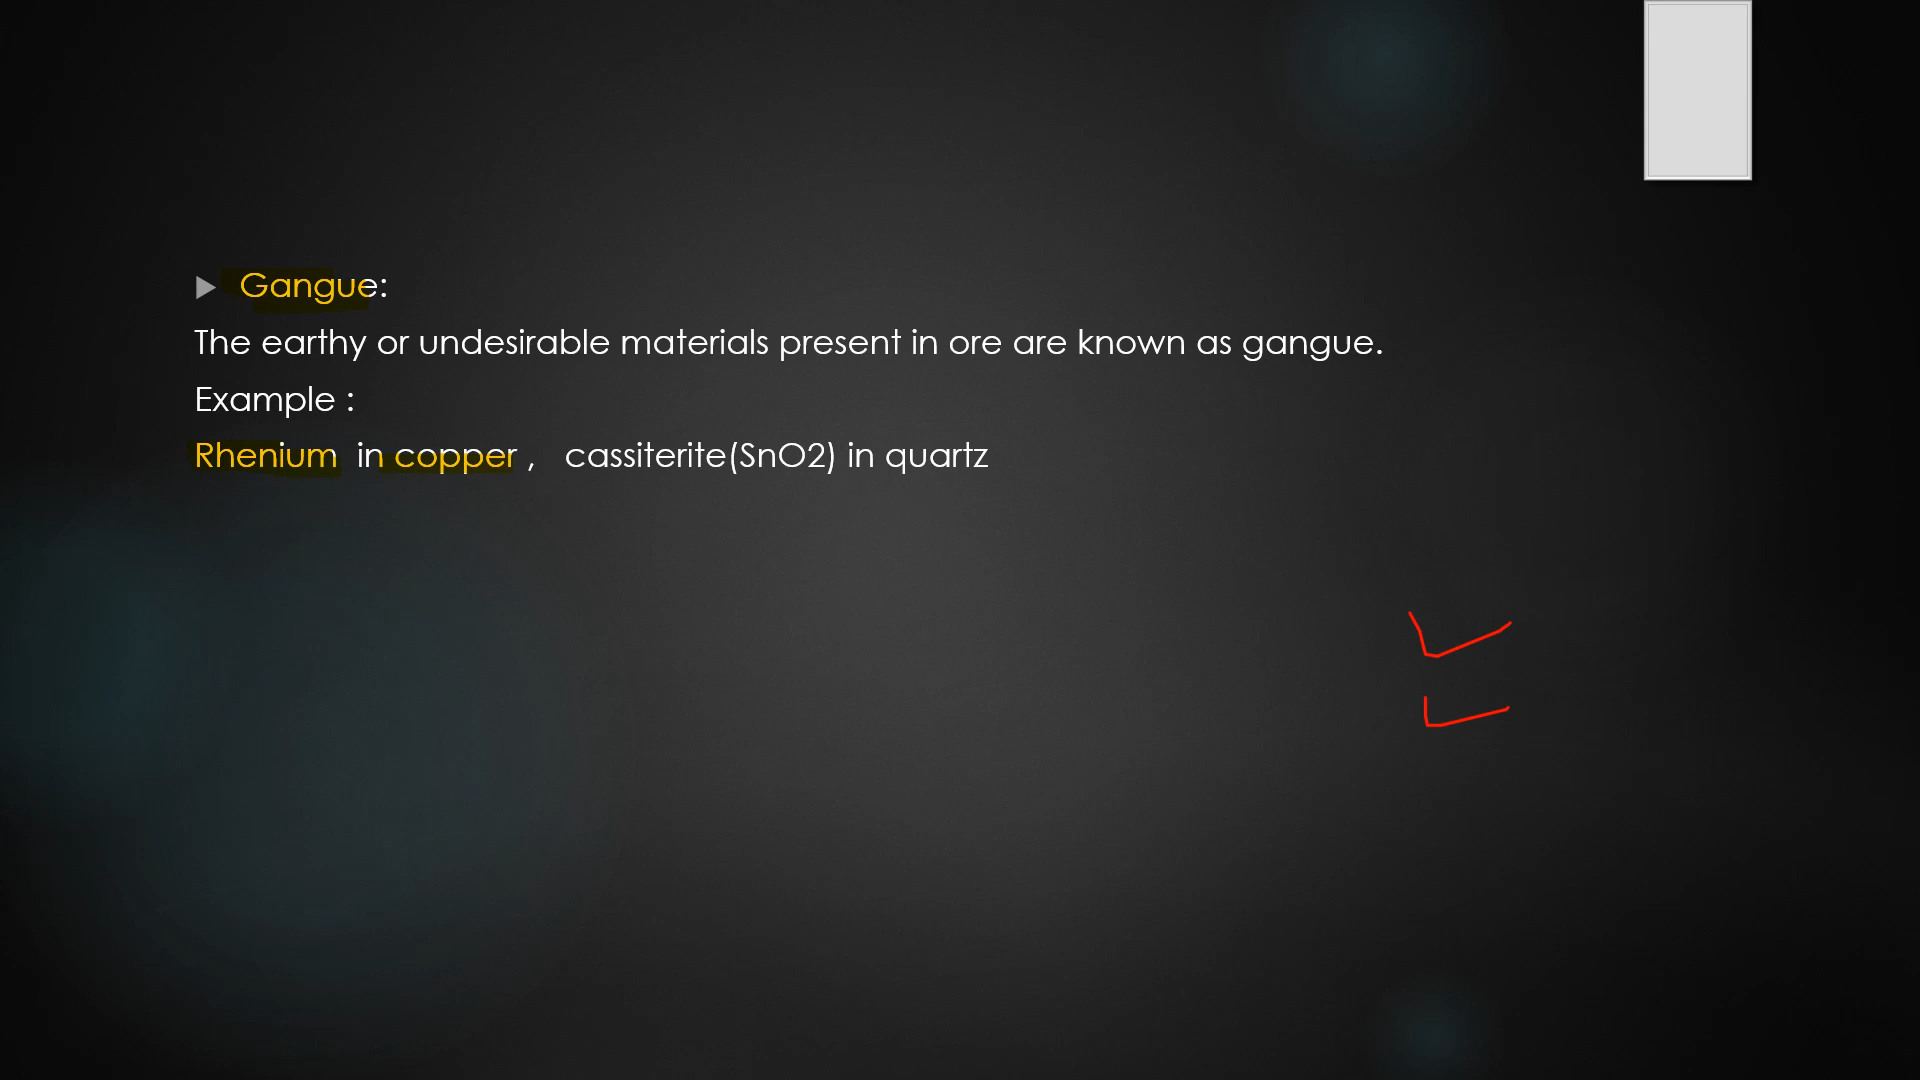 Gangue:
The earthy or undesirable materials present in ore are known as gangue.
Example :
Rhenium in copper , cassiterite(SnO2) in quartz